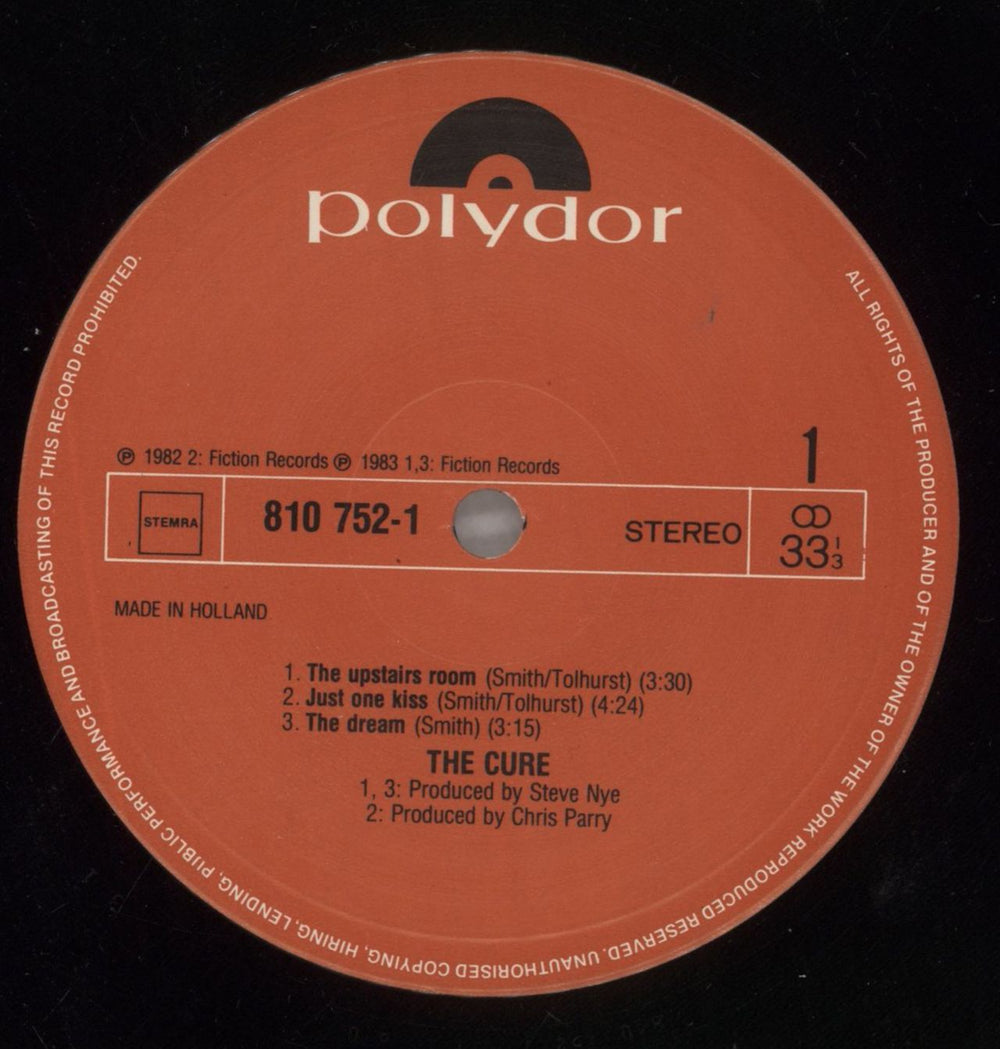 polydor
℗ 1982 2: Fiction Records ℗ 1983 1,3: Fiction Records
1
STEMRA
810 752-1
STEREO
33 1/3
MADE IN HOLLAND
1. The upstairs room (Smith/Tolhurst) (3:30)
2. Just one kiss (Smith/Tolhurst) (4:24)
3. The dream (Smith) (3:15)
THE CURE
1, 3: Produced by Steve Nye
2: Produced by Chris Parry
ALL RIGHTS OF THE PRODUCER AND OF THE OWNER OF THE WORK REPRODUCED RESERVED. UNAUTHORISED COPYING, HIRING, LENDING, PUBLIC PERFORMANCE AND BROADCASTING OF THIS RECORD PROHIBITED.